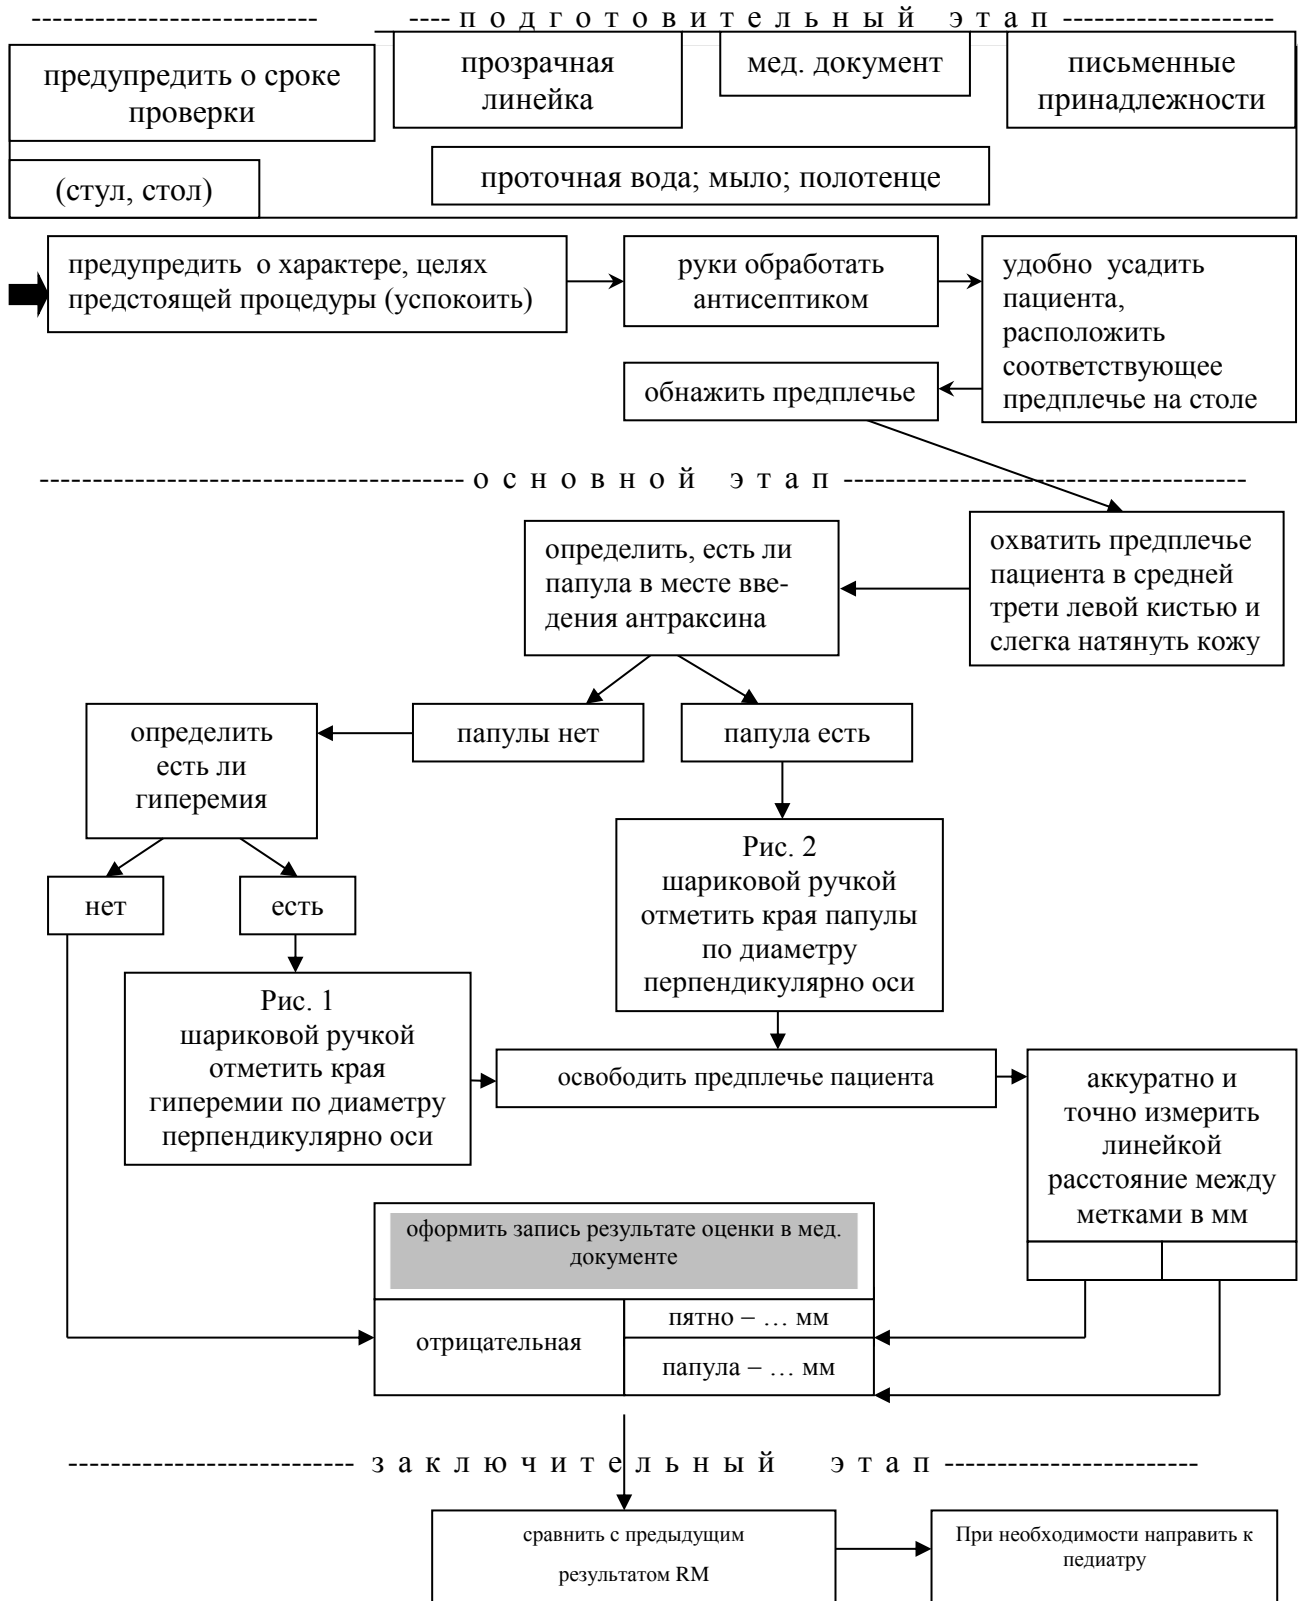 подготовительный этап
предупредить о сроке
проверки
прозрачная
линейка
мед. документ
письменные
принадлежности
(стул, стол)
проточная вода; мыло; полотенце
предупредить о характере, целях
предстоящей процедуры (успокоить)
руки обработать
антисептиком
удобно усадить
пациента,
расположить
соответствующее
предплечье на столе
обнажить предплечье
основной этап
охватить предплечье
пациента в средней
трети левой кистью и
слегка натянуть кожу
определить, есть ли
папула в месте вве-
дения антраксина
папулы нет
папула есть
определить
есть ли
гиперемия
нет
есть
Рис. 2
шариковой ручкой
отметить края папулы
по диаметру
перпендикулярно оси
Рис. 1
шариковой ручкой
отметить края
гиперемии по диаметру
перпендикулярно оси
освободить предплечье пациента
аккуратно и
точно измерить
линейкой
расстояние между
метками в мм
оформить запись результате оценки в мед.
документе
отрицательная
пятно – … мм
папула – … мм
заключительный этап
сравнить с предыдущим
результатом RM
При необходимости направить к
педиатру